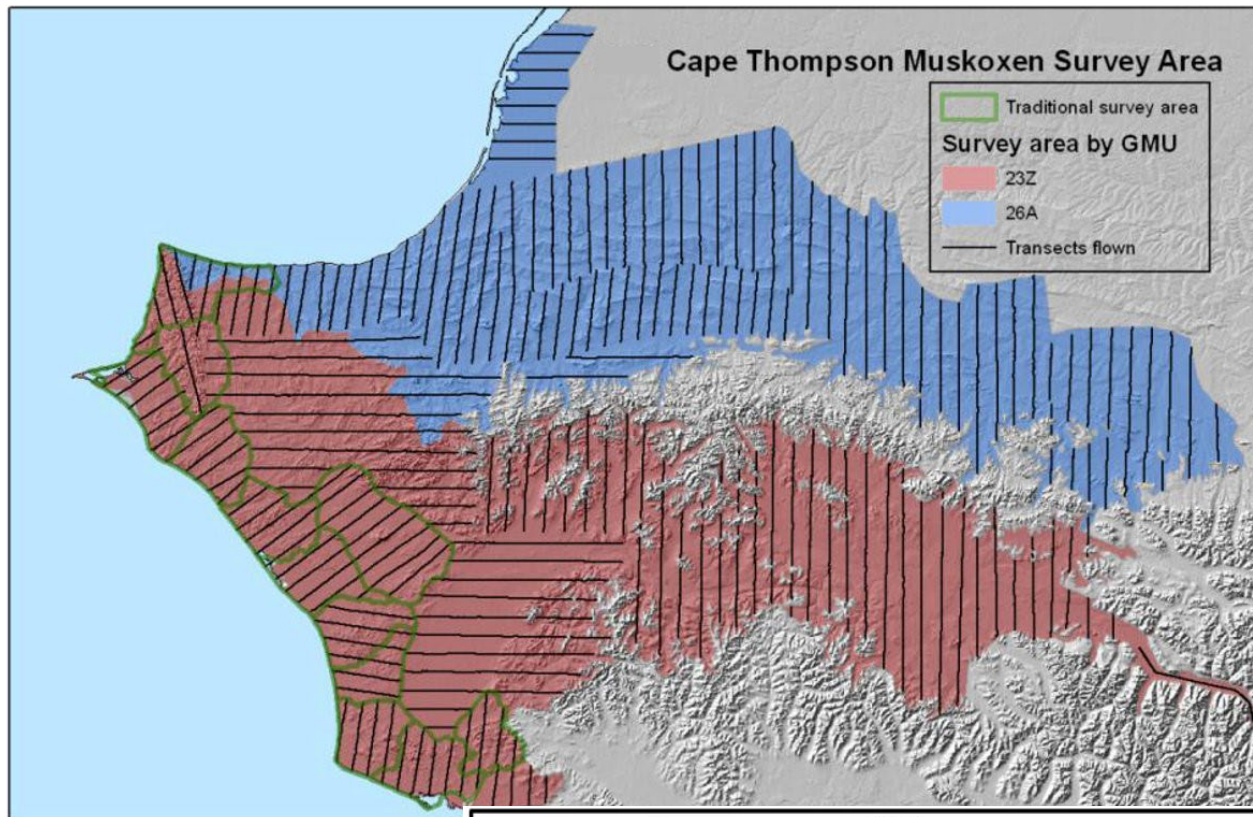 Cape Thompson Muskoxen Survey Area
Traditional survey area
Survey area by GMU
23Z
26A
Transects flown